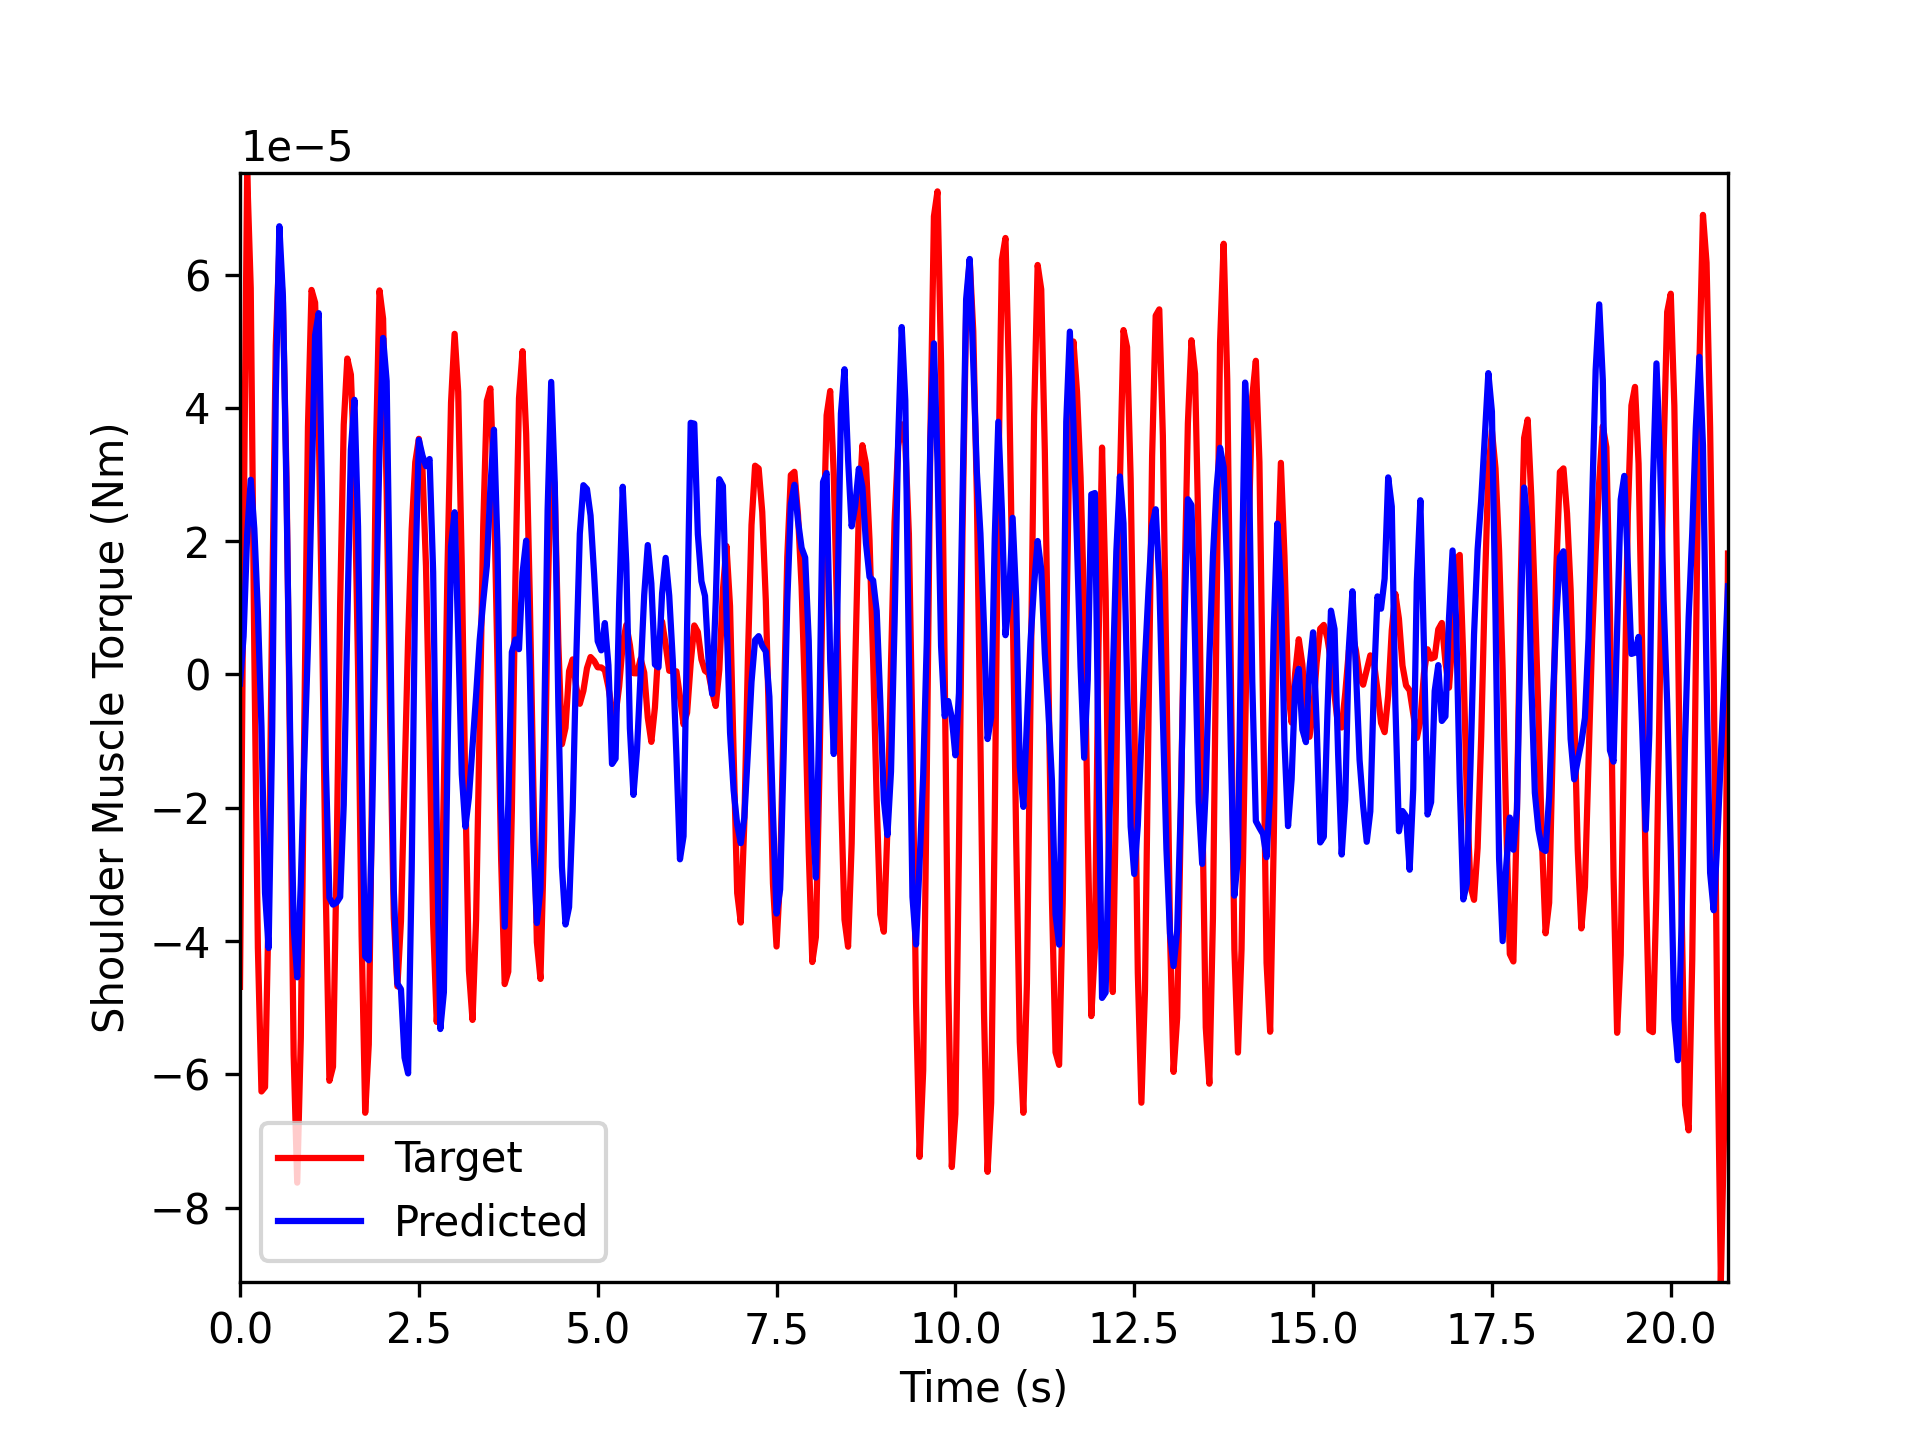 1e−5
Shoulder Muscle Torque (Nm)
6
4
2
0
−2
−4
−6
−8
Target
Predicted
0.0 2.5 5.0 7.5 10.0 12.5 15.0 17.5 20.0
Time (s)